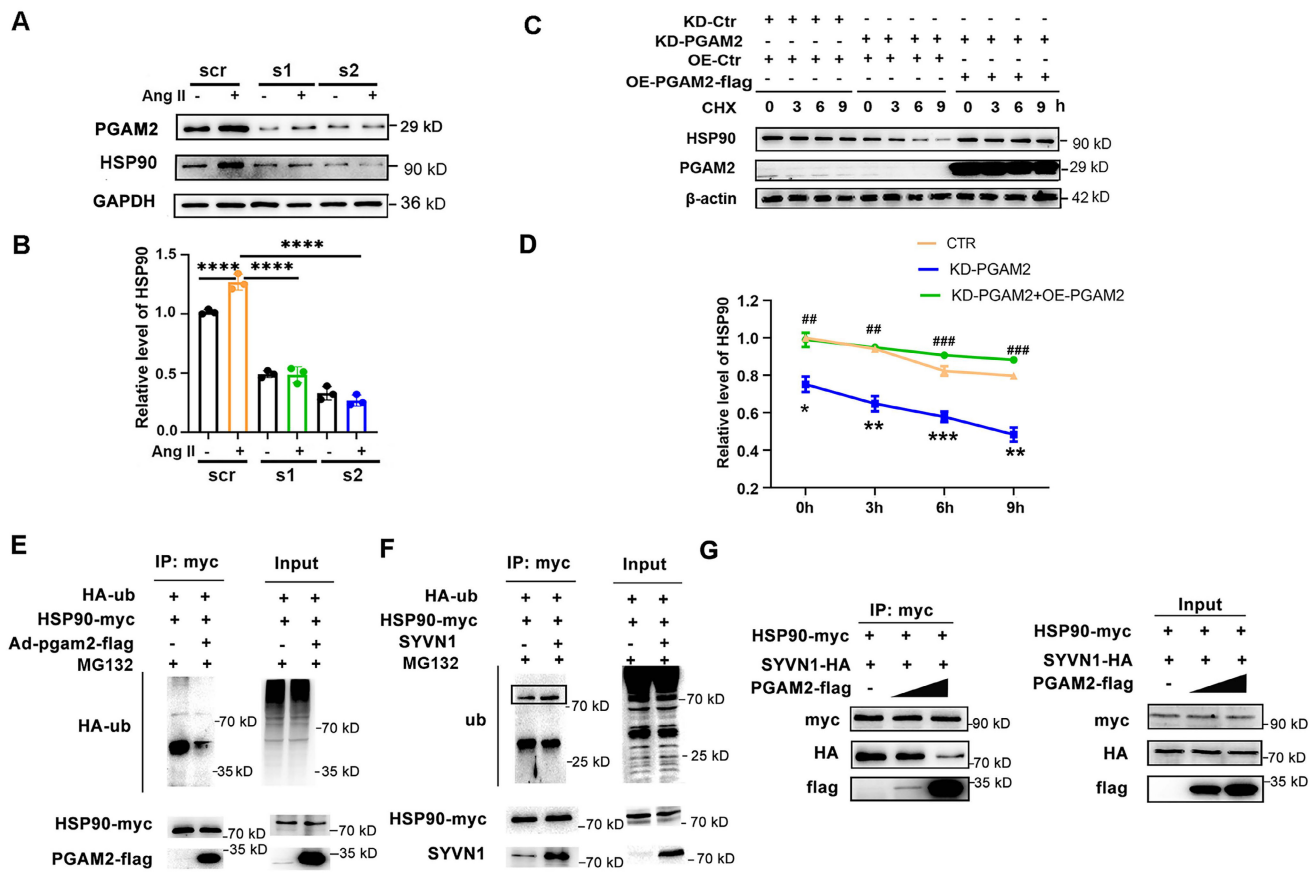 A
scr s1 s2
Ang II - + - + - +
PGAM2 29 kD
HSP90 90 kD
GAPDH 36 kD
B
Relative level of HSP90
1.5
1.0
0.5
0.0
**** **** ****
Ang II - + - + - +
scr s1 s2
C
KD-Ctr + + + + - - - - - - - -
KD-PGAM2 - - - - + + + + + + + +
OE-Ctr + + + + + + + + - - - -
OE-PGAM2-flag - - - - - - - - + + + +
CHX 0 3 6 9 0 3 6 9 0 3 6 9 h
HSP90 90 kD
PGAM2 29 kD
β-actin 42 kD
D
CTR
KD-PGAM2
KD-PGAM2+OE-PGAM2
Relative level of HSP90
1.2
1.0
0.8
0.6
0.4
0.2
## ## ### ###
* ** *** **
0h 3h 6h 9h
E
IP: myc Input
HA-ub + + + +
HSP90-myc + + + +
Ad-pgam2-flag - + - +
MG132 + + + +
HA-ub
70 kD 70 kD
35 kD 35 kD
HSP90-myc 70 kD 70 kD
PGAM2-flag 35 kD 35 kD
F
IP: myc Input
HA-ub + + + +
HSP90-myc + + + +
SYVN1 - + - +
MG132 + + + +
ub
70 kD 70 kD
25 kD 25 kD
HSP90-myc 70 kD 70 kD
SYVN1 70 kD 70 kD
G
IP: myc
HSP90-myc + + +
SYVN1-HA + + +
PGAM2-flag -
myc 90 kD
HA 70 kD
flag 35 kD
Input
HSP90-myc + + +
SYVN1-HA + + +
PGAM2-flag -
myc 90 kD
HA 70 kD
flag 35 kD